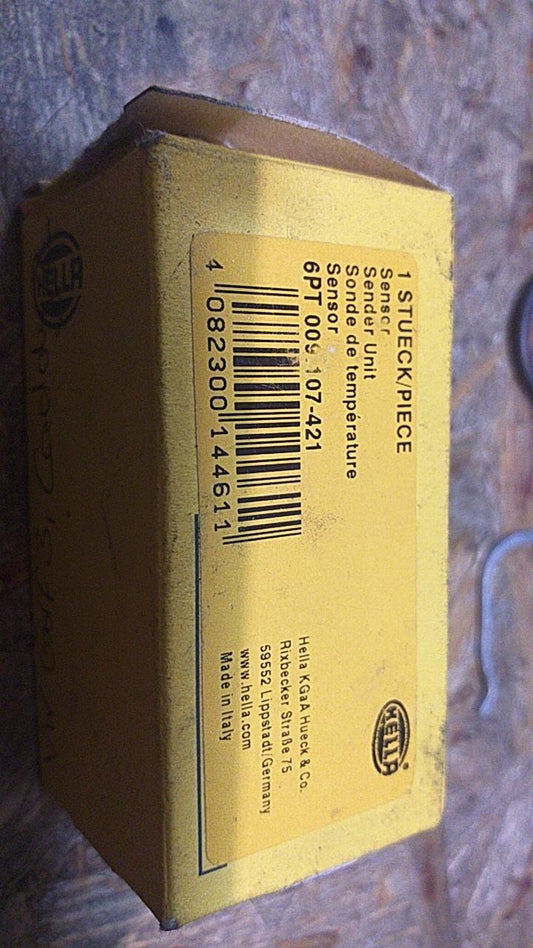 1 STUECK/PIECE
Sensor
Sender Unit
Sonde de température
Sensor
6PT 009 107-421
4 082300 144611
HELLA®
Hella KGaA Hueck & Co.
Rixbecker Straße 75
59552 Lippstadt/Germany
www.hella.com
Made in Italy